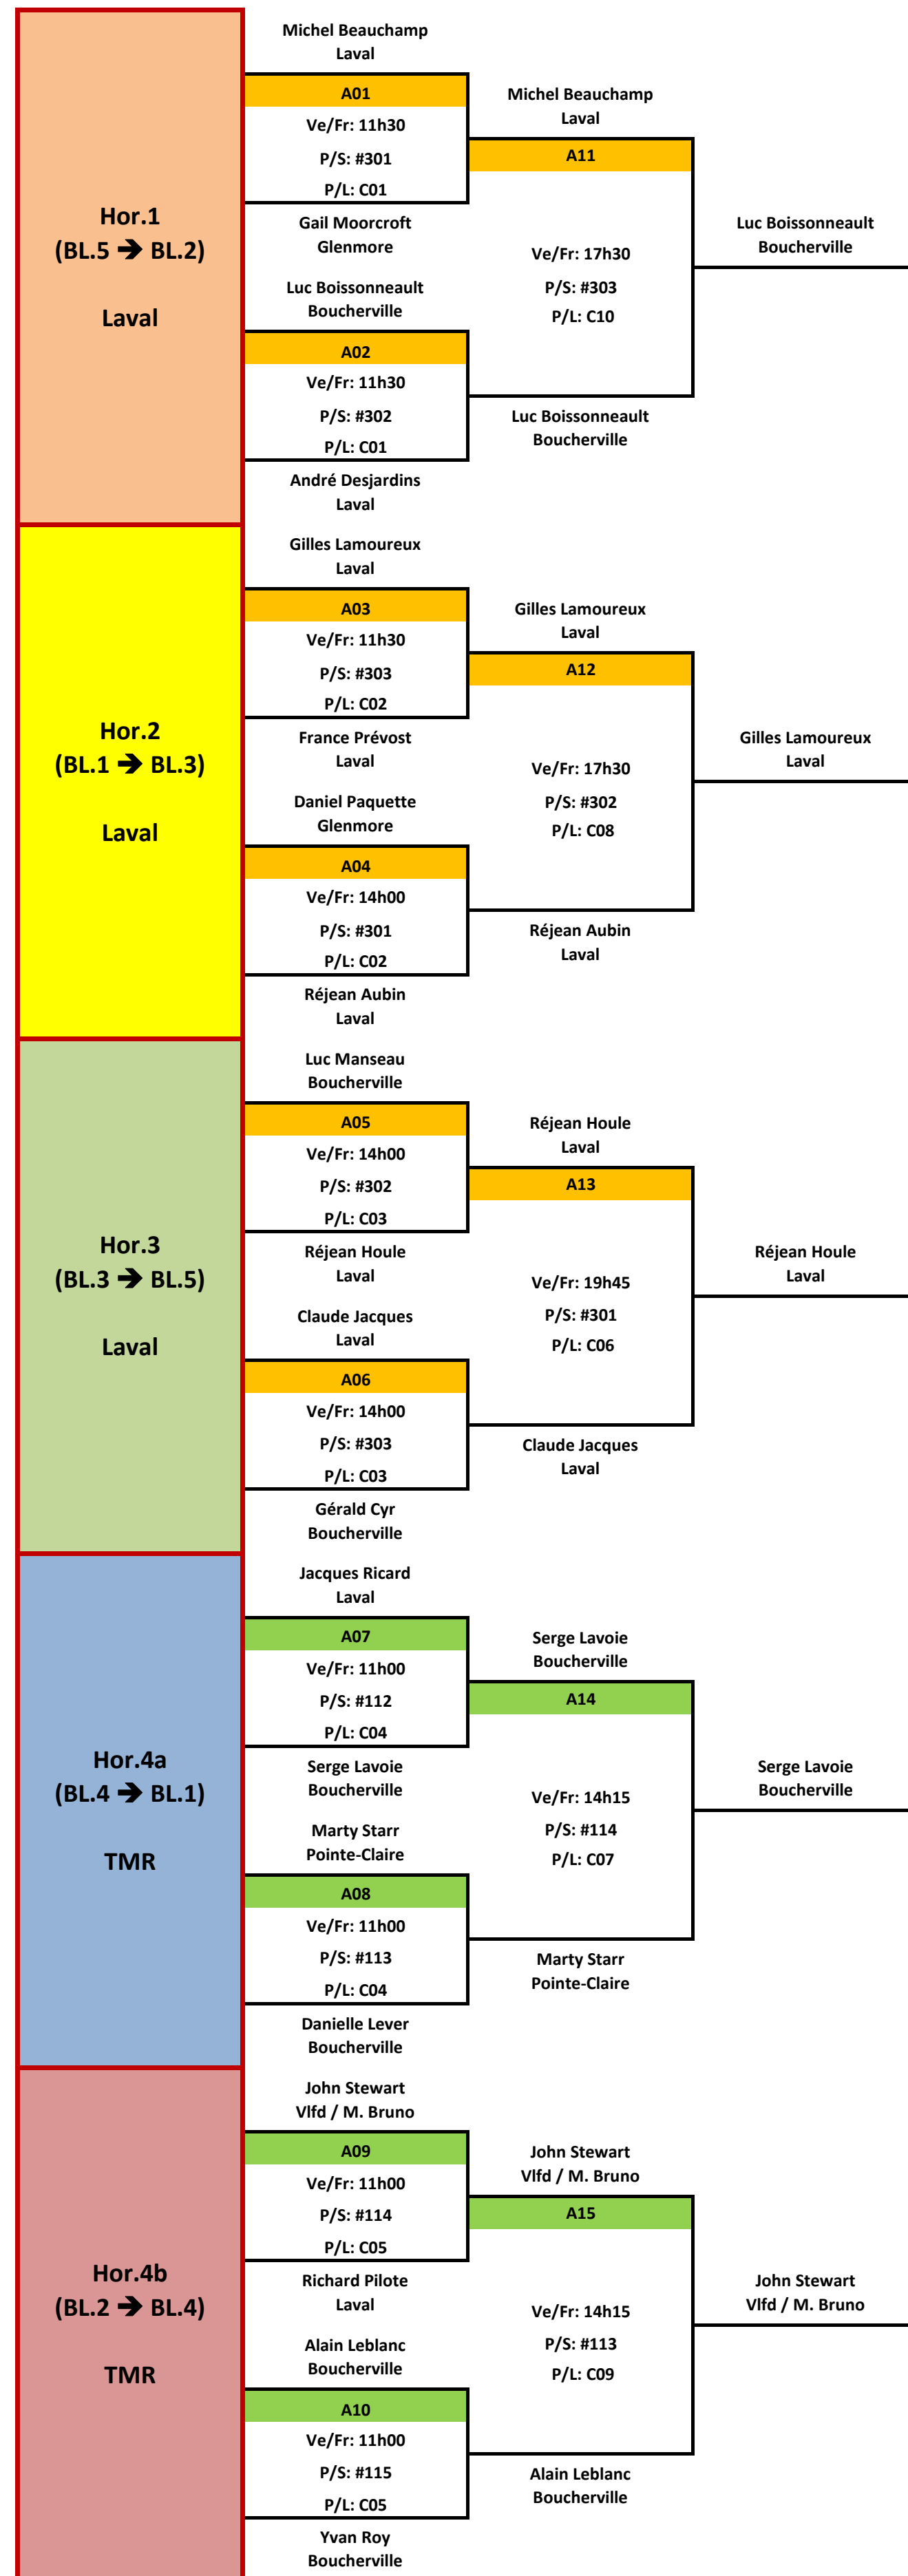 Hor.1
(BL.5 ➔ BL.2)
Laval
Michel Beauchamp
Laval
A01
Ve/Fr: 11h30
P/S: #301
P/L: C01
Gail Moorcroft
Glenmore
Luc Boissonneault
Boucherville
A02
Ve/Fr: 11h30
P/S: #302
P/L: C01
André Desjardins
Laval
Michel Beauchamp
Laval
A11
Ve/Fr: 17h30
P/S: #303
P/L: C10
Luc Boissonneault
Boucherville
Luc Boissonneault
Boucherville
Hor.2
(BL.1 ➔ BL.3)
Laval
Gilles Lamoureux
Laval
A03
Ve/Fr: 11h30
P/S: #303
P/L: C02
France Prévost
Laval
Daniel Paquette
Glenmore
A04
Ve/Fr: 14h00
P/S: #301
P/L: C02
Réjean Aubin
Laval
Gilles Lamoureux
Laval
A12
Ve/Fr: 17h30
P/S: #302
P/L: C08
Réjean Aubin
Laval
Gilles Lamoureux
Laval
Hor.3
(BL.3 ➔ BL.5)
Laval
Luc Manseau
Boucherville
A05
Ve/Fr: 14h00
P/S: #302
P/L: C03
Réjean Houle
Laval
Claude Jacques
Laval
A06
Ve/Fr: 14h00
P/S: #303
P/L: C03
Gérald Cyr
Boucherville
Réjean Houle
Laval
A13
Ve/Fr: 19h45
P/S: #301
P/L: C06
Claude Jacques
Laval
Réjean Houle
Laval
Hor.4a
(BL.4 ➔ BL.1)
TMR
Jacques Ricard
Laval
A07
Ve/Fr: 11h00
P/S: #112
P/L: C04
Serge Lavoie
Boucherville
Marty Starr
Pointe-Claire
A08
Ve/Fr: 11h00
P/S: #113
P/L: C04
Danielle Lever
Boucherville
Serge Lavoie
Boucherville
A14
Ve/Fr: 14h15
P/S: #114
P/L: C07
Marty Starr
Pointe-Claire
Serge Lavoie
Boucherville
Hor.4b
(BL.2 ➔ BL.4)
TMR
John Stewart
Vlfd / M. Bruno
A09
Ve/Fr: 11h00
P/S: #114
P/L: C05
Richard Pilote
Laval
Alain Leblanc
Boucherville
A10
Ve/Fr: 11h00
P/S: #115
P/L: C05
Yvan Roy
Boucherville
John Stewart
Vlfd / M. Bruno
A15
Ve/Fr: 14h15
P/S: #113
P/L: C09
Alain Leblanc
Boucherville
John Stewart
Vlfd / M. Bruno